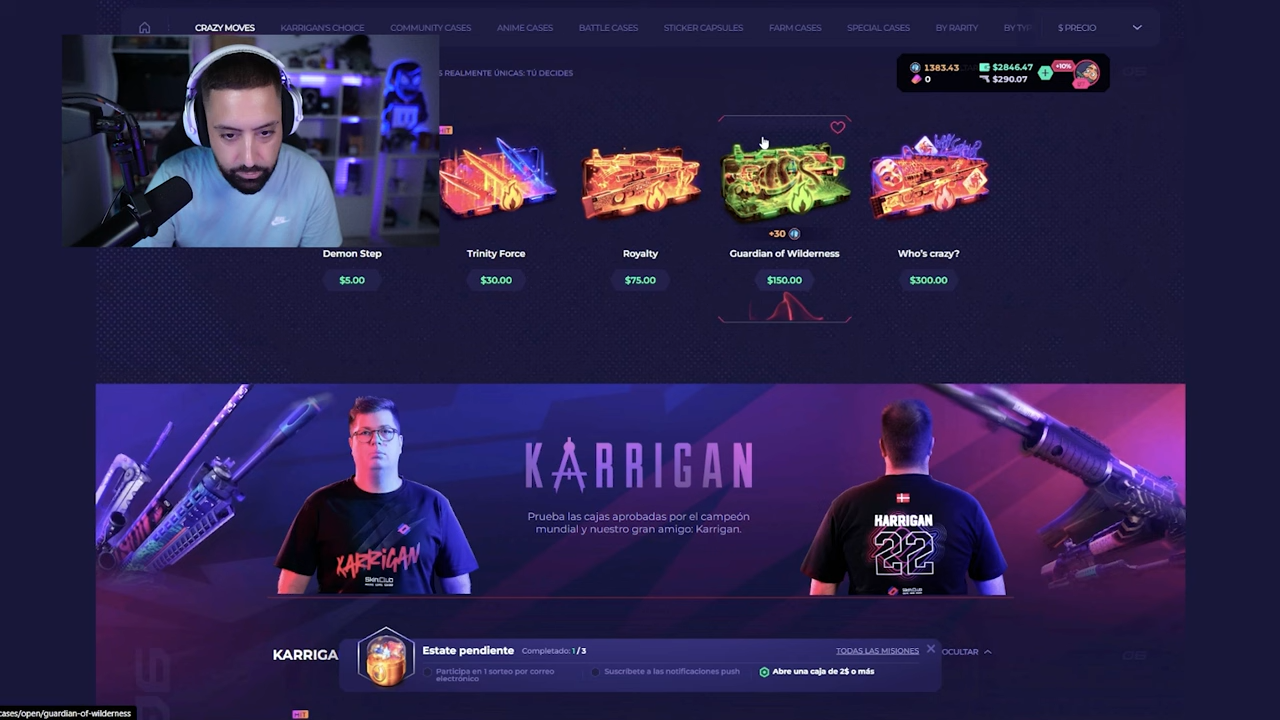 CRAZY MOVES KARRIGAN'S CHOICE COMMUNITY CASES ANIME CASES BATTLE CASES STICKER CAPSULES FARM CASES SPECIAL CASES BY RARITY $ PRECIO
REALMENTE ÚNICAS: TÚ DECIDES
1383.43 $2846.47 +10%
0 $290.07
+30
Demon Step Trinity Force Royalty Guardian of Wilderness Who's crazy?
$5.00 $30.00 $75.00 $150.00 $300.00
KARRIGAN
Prueba las cajas aprobadas por el campeón
mundial y nuestro gran amigo: Karrigan.
KARRIGAN
SkinClub
KARRIGAN
22
Estate pendiente Completado: 1 / 3 TODAS LAS MISIONES
OCULTAR
Participa en 1 sorteo por correo
electrónico
Suscríbete a las notificaciones push
Abre una caja de 2$ o más
cases/open/guardian-of-wilderness